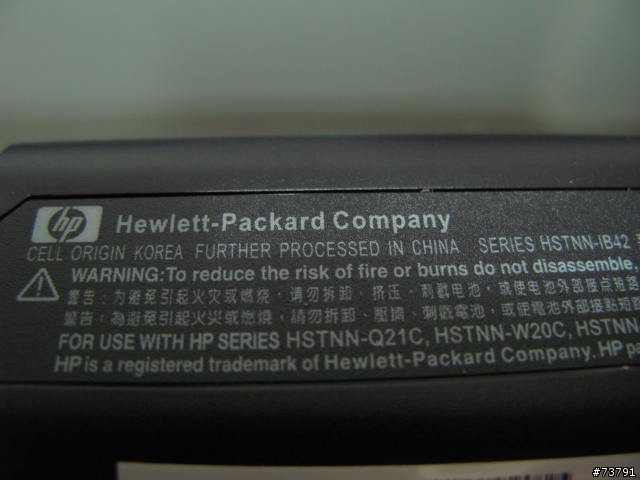 hp Hewlett-Packard Company
CELL ORIGIN KOREA FURTHER PROCESSED IN CHINA SERIES HSTNN-IB42
WARNING:To reduce the risk of fire or burns do not disassemble,
警告:为避免引起火灾或燃烧,请勿拆卸、挤压、刺戳电池,或使电池外部接点
警告:為避免引起火災或燃燒,請勿拆卸、壓擠、刺戳電池,或使電池外部接點
FOR USE WITH HP SERIES HSTNN-Q21C, HSTNN-W20C, HSTNN
HP is a registered trademark of Hewlett-Packard Company. HP pa
#73791